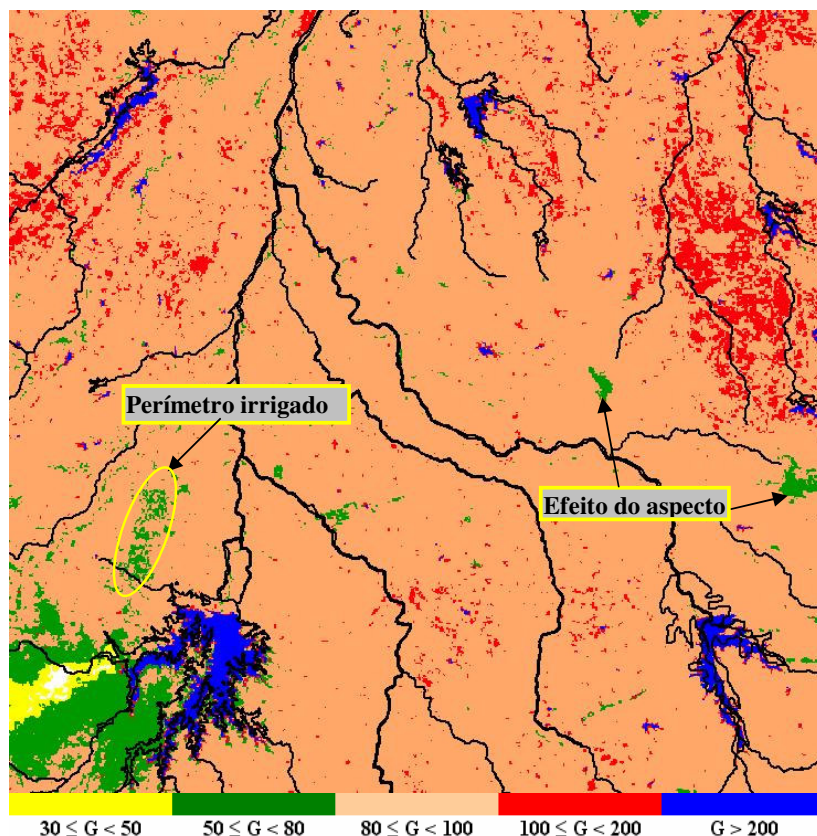 Perímetro irrigado
Efeito do aspecto
30 ≤ G < 50 50 ≤ G < 80 80 ≤ G < 100 100 ≤ G < 200 G > 200